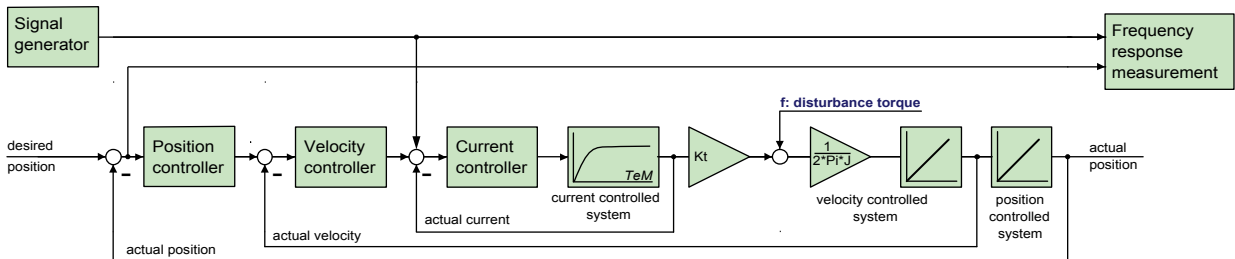 Signal
generator
Frequency
response
measurement
f: disturbance torque
desired
position
Position
controller
Velocity
controller
Current
controller
TeM
Kt
1
2*Pi*J
actual
position
-
-
-
current controlled
system
velocity controlled
system
position
controlled
system
actual current
actual velocity
actual position